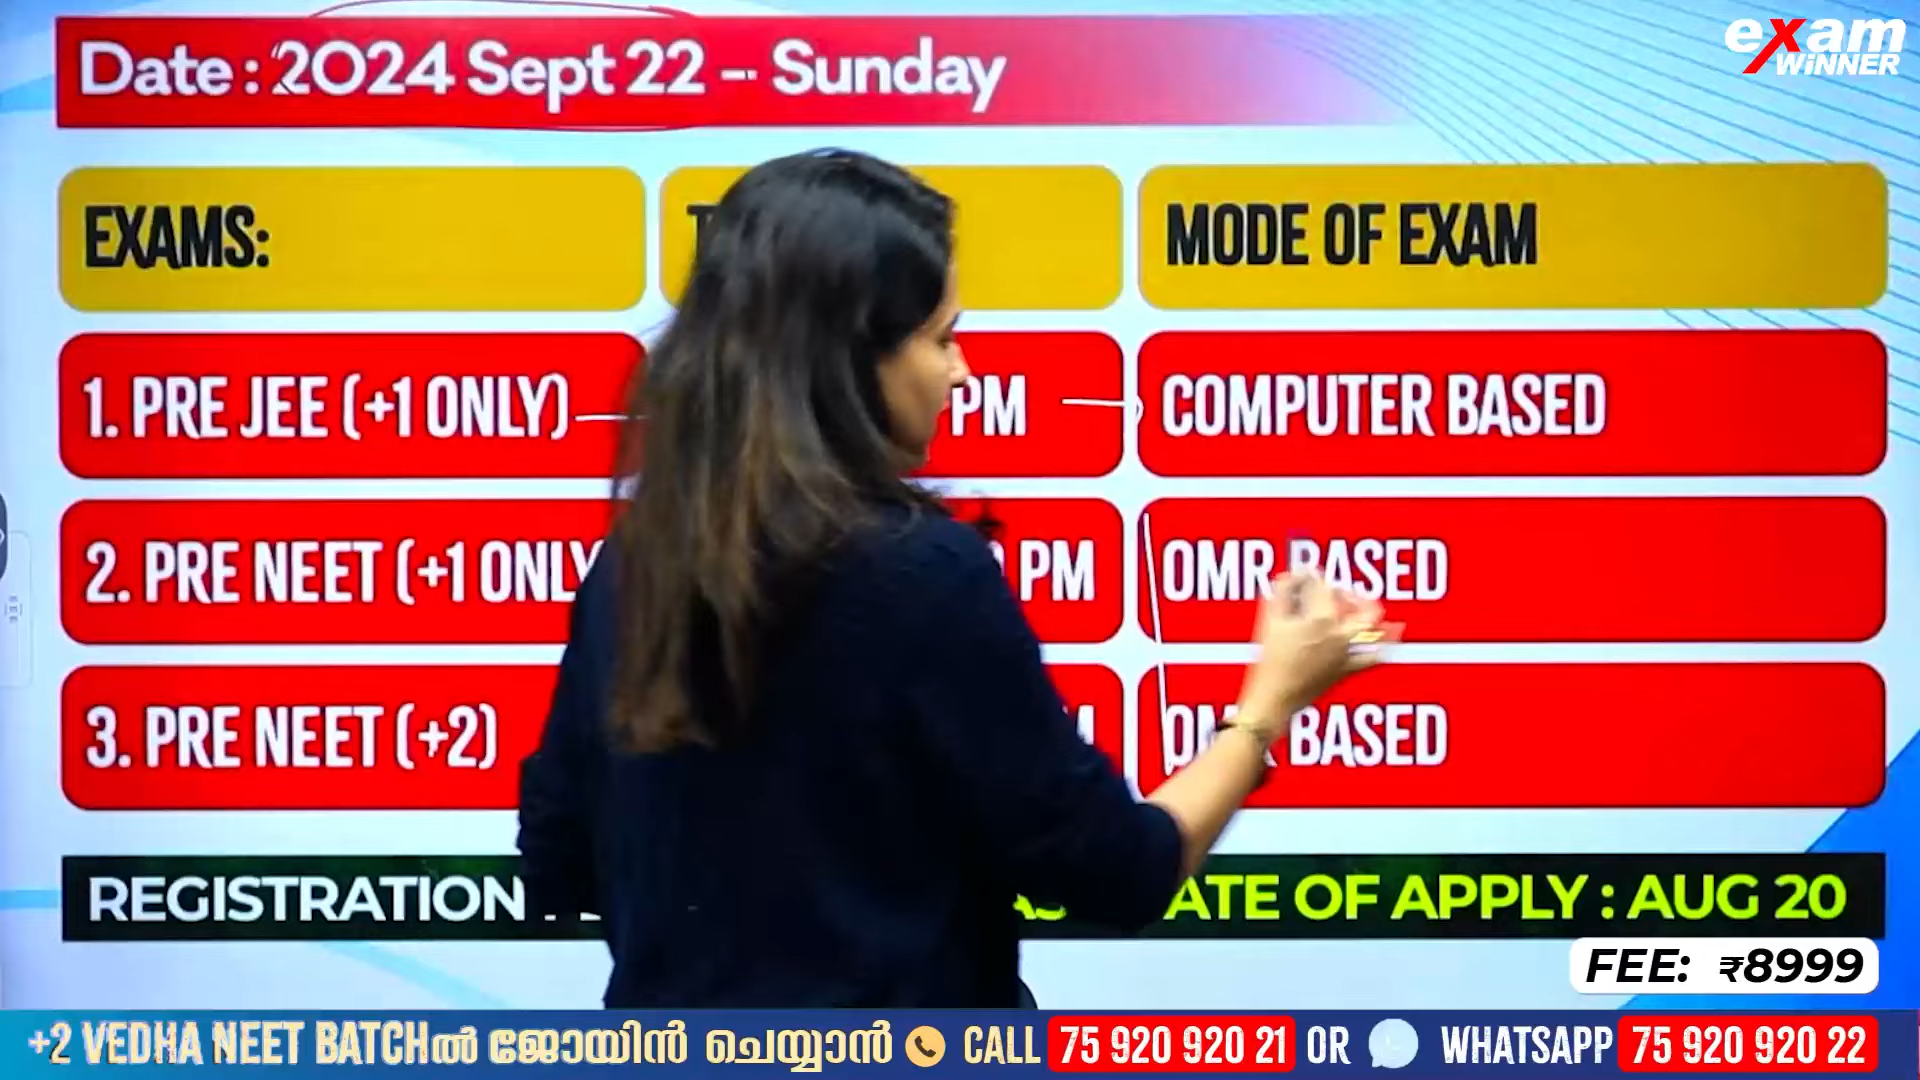 exam
WINNER
Date : 2024 Sept 22 -- Sunday
EXAMS:
MODE OF EXAM
1. PRE JEE (+1 ONLY)
PM
COMPUTER BASED
2. PRE NEET (+1 ONLY
PM
OMR BASED
3. PRE NEET (+2)
OMR BASED
REGISTRATION
ATE OF APPLY : AUG 20
FEE: ₹8999
+2 VEDHA NEET BATCHൽ ജോയിൻ ചെയ്യാൻ CALL 75 920 920 21 OR WHATSAPP 75 920 920 22